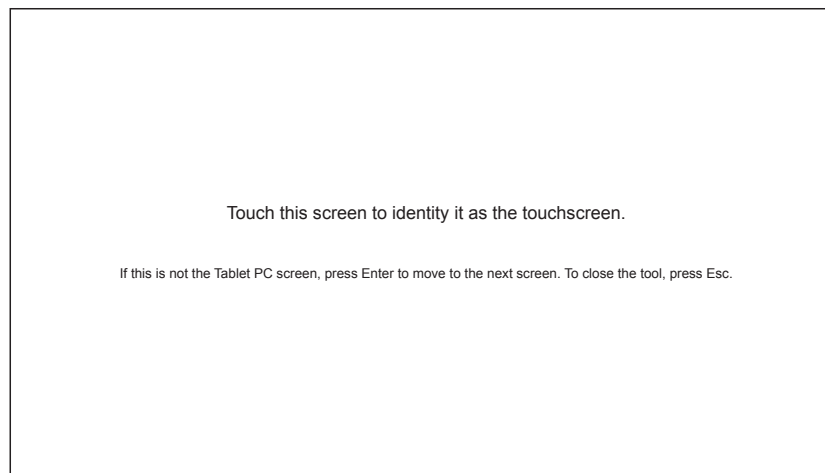 Touch this screen to identity it as the touchscreen.
If this is not the Tablet PC screen, press Enter to move to the next screen. To close the tool, press Esc.